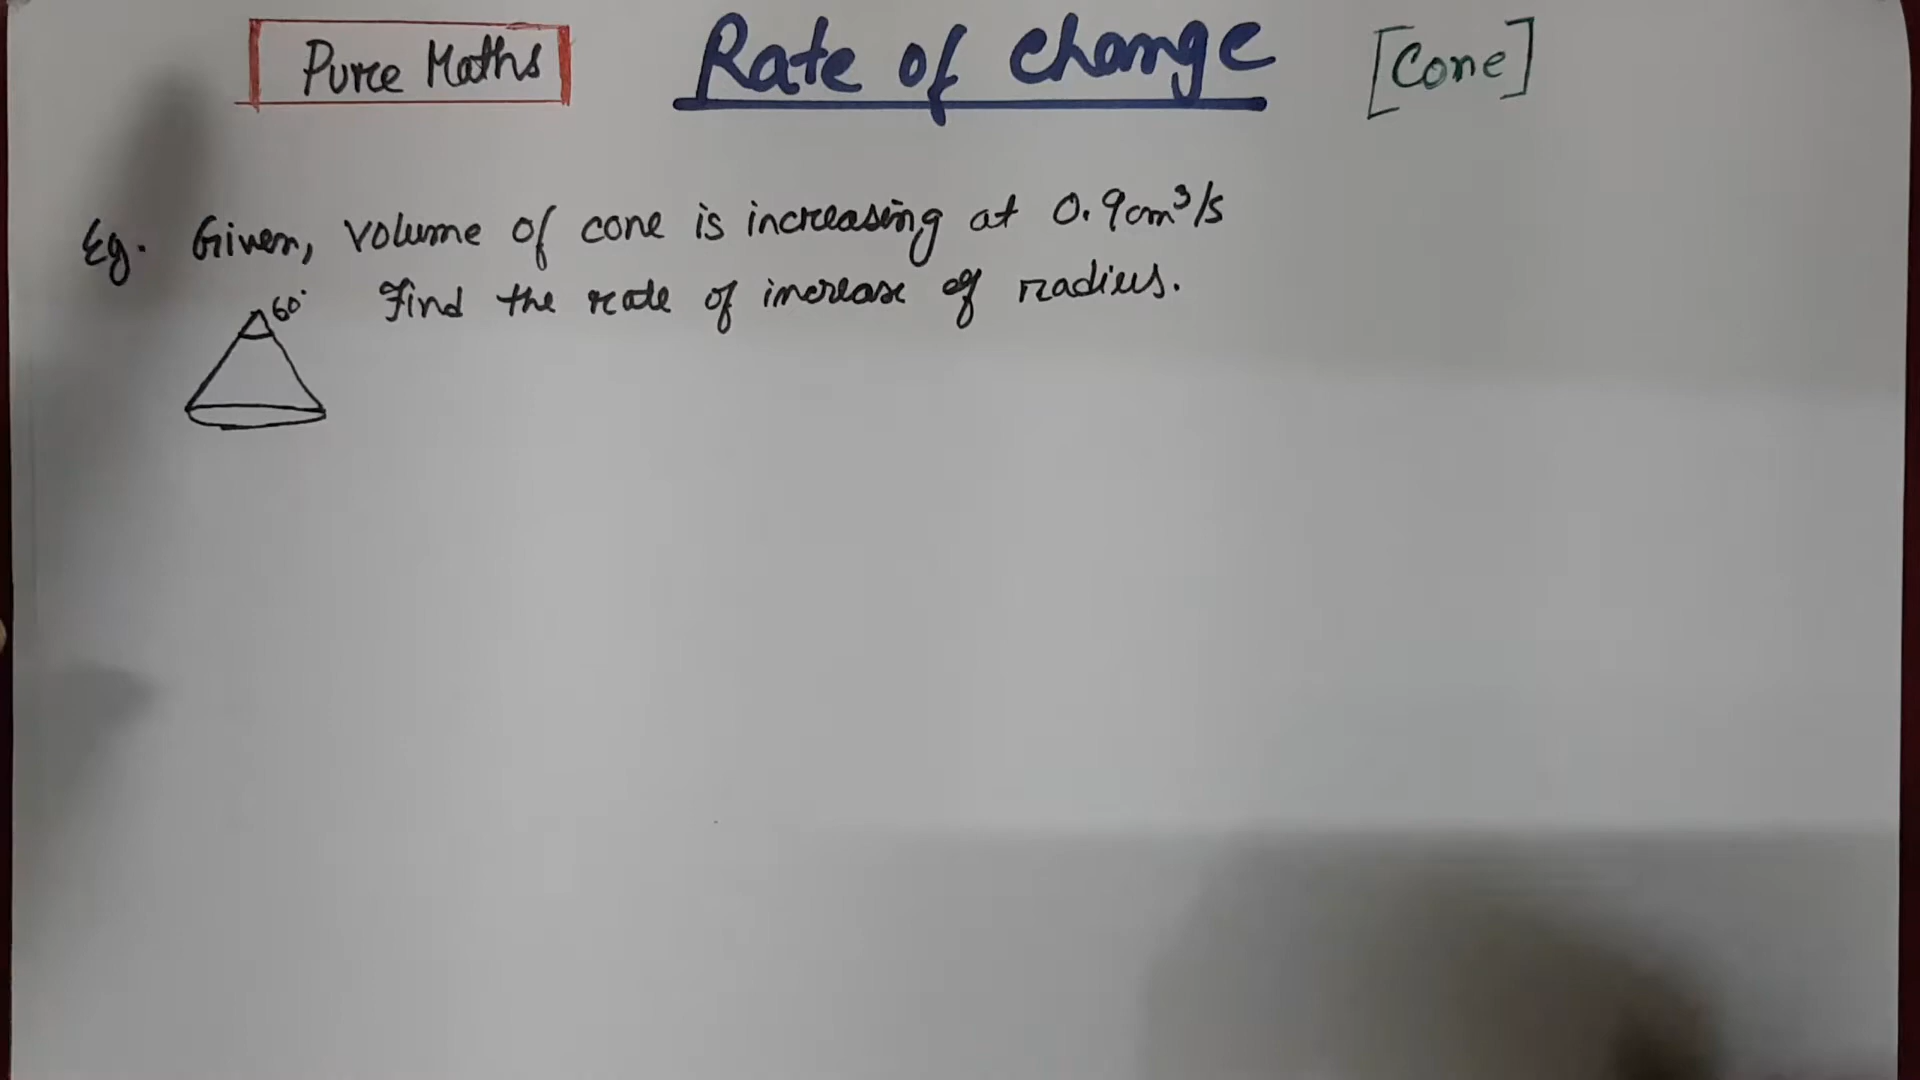 Pure Maths Rate of change [Cone]
Eg. Given, volume of cone is increasing at 0.9cm³/s
60° Find the rate of increase of radius.